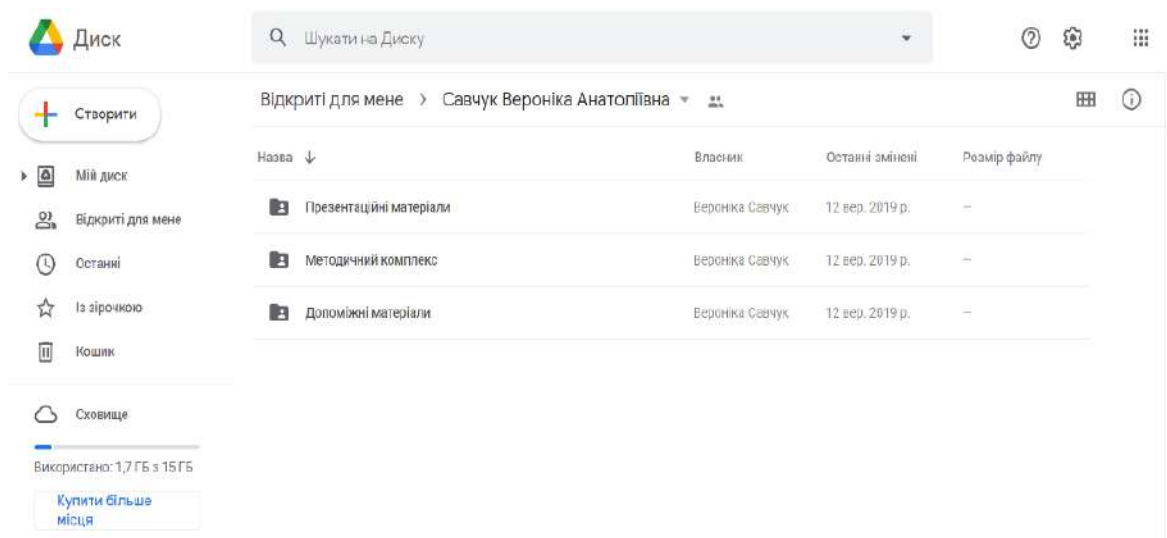 Диск
Шукати на Диску
Створити
Відкриті для мене > Савчук Вероніка Анатоліївна
Мій диск
Відкриті для мене
Останні
Із зірочкою
Кошик
Сховище
Використано: 1,7 ГБ з 15 ГБ
Купити більше
місця
Назва Власник Останні змінені Розмір файлу
Презентаційні матеріали Вероніка Савчук 12 вер. 2019 р. —
Методичний комплекс Вероніка Савчук 12 вер. 2019 р. —
Допоміжні матеріали Вероніка Савчук 12 вер. 2019 р. —